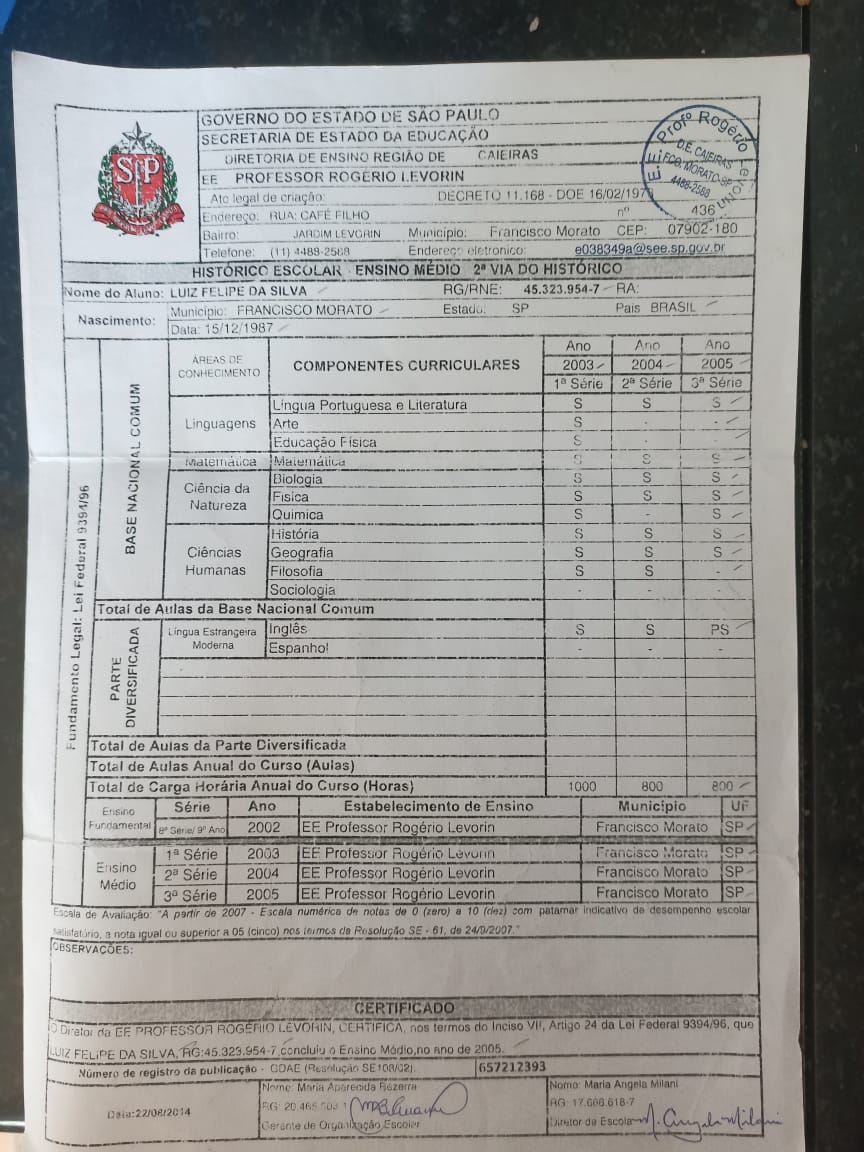 GOVERNO DO ESTADO DE SÃO PAULO
SECRETARIA DE ESTADO DA EDUCAÇÃO
DIRETORIA DE ENSINO REGIÃO DE CAIEIRAS
EE PROFESSOR ROGÉRIO LEVORIN
Ato legal de criação: DECRETO 11.168 - DOE 16/02/197
Endereço: RUA: CAFÉ FILHO nº 436
Bairro: JARDIM LEVORIN Município: Francisco Morato CEP: 07902-180
Telefone: (11) 4488-2568 Endereço eletronico: e038349a@see.sp.gov.br
SP
E.E. Profº Rogério Levorin
D.E. CAIEIRAS
FCO. MORATO-SP
4488-2568
HISTÓRICO ESCOLAR - ENSINO MÉDIO 2ª VIA DO HISTÓRICO
Nome do Aluno: LUIZ FELIPE DA SILVA RG/RNE: 45.323.954-7 RA:
Nascimento: Município: FRANCISCO MORATO Estado: SP País BRASIL
Data: 15/12/1987
Fundamento Legal: Lei Federal 9394/96
BASE NACIONAL COMUM
ÁREAS DE CONHECIMENTO COMPONENTES CURRICULARES Ano Ano Ano
2003 2004 2005
1ª Série 2ª Série 3ª Série
Linguagens Língua Portuguesa e Literatura S S S
Arte S - -
Educação Física S - -
Matemática Matemática S S S
Ciência da Natureza Biologia S S S
Fisica S S S
Quimica S - S
Ciências Humanas História S S S
Geografia S S S
Filosofia S S -
Sociologia - - -
Total de Aulas da Base Nacional Comum
PARTE DIVERSIFICADA
Língua Estrangeira Moderna Inglês S S PS
Espanhol - - -
Total de Aulas da Parte Diversificada
Total de Aulas Anual do Curso (Aulas)
Total de Carga Horária Anual do Curso (Horas) 1000 800 800
Ensino Fundamental Série Ano Estabelecimento de Ensino Município UF
8ª Série/ 9º Ano 2002 EE Professor Rogério Levorin Francisco Morato SP
Ensino Médio 1ª Série 2003 EE Professor Rogério Levorin Francisco Morato SP
2ª Série 2004 EE Professor Rogério Levorin Francisco Morato SP
3ª Série 2005 EE Professor Rogério Levorin Francisco Morato SP
Escala de Avaliação: "A partir de 2007 - Escala numérica de notas de 0 (zero) a 10 (dez) com patamar indicativo de desempenho escolar
satisfatório, a nota igual ou superior a 05 (cinco) nos termos da Resolução SE - 61, de 24/9/2007."
OBSERVAÇÕES:
CERTIFICADO
O Diretor da EE PROFESSOR ROGÉRIO LEVORIN, CERTIFICA, nos termos do Inciso VII, Artigo 24 da Lei Federal 9394/96, que
LUIZ FELIPE DA SILVA, RG:45.323.954-7,concluiu o Ensino Médio,no ano de 2005.
Número de registro da publicação - GDAE (Resolução SE108/02). 657212393
Data:22/08/2014
Nome: Maria Aparecida Bezerra
RG: 20.465
Gerente de Organização Escolar
Nomo: Maria Angela Milani
RG: 17.606.618-7
Diretor de Escola M. Angela Milani